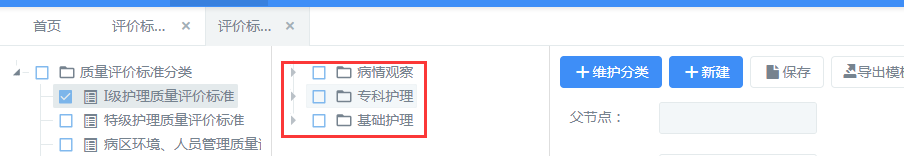 首页
评价标...
评价标...
质量评价标准分类
I级护理质量评价标准
特级护理质量评价标准
病区环境、人员管理质量
病情观察
专科护理
基础护理
维护分类
新建
保存
导出模
父节点：